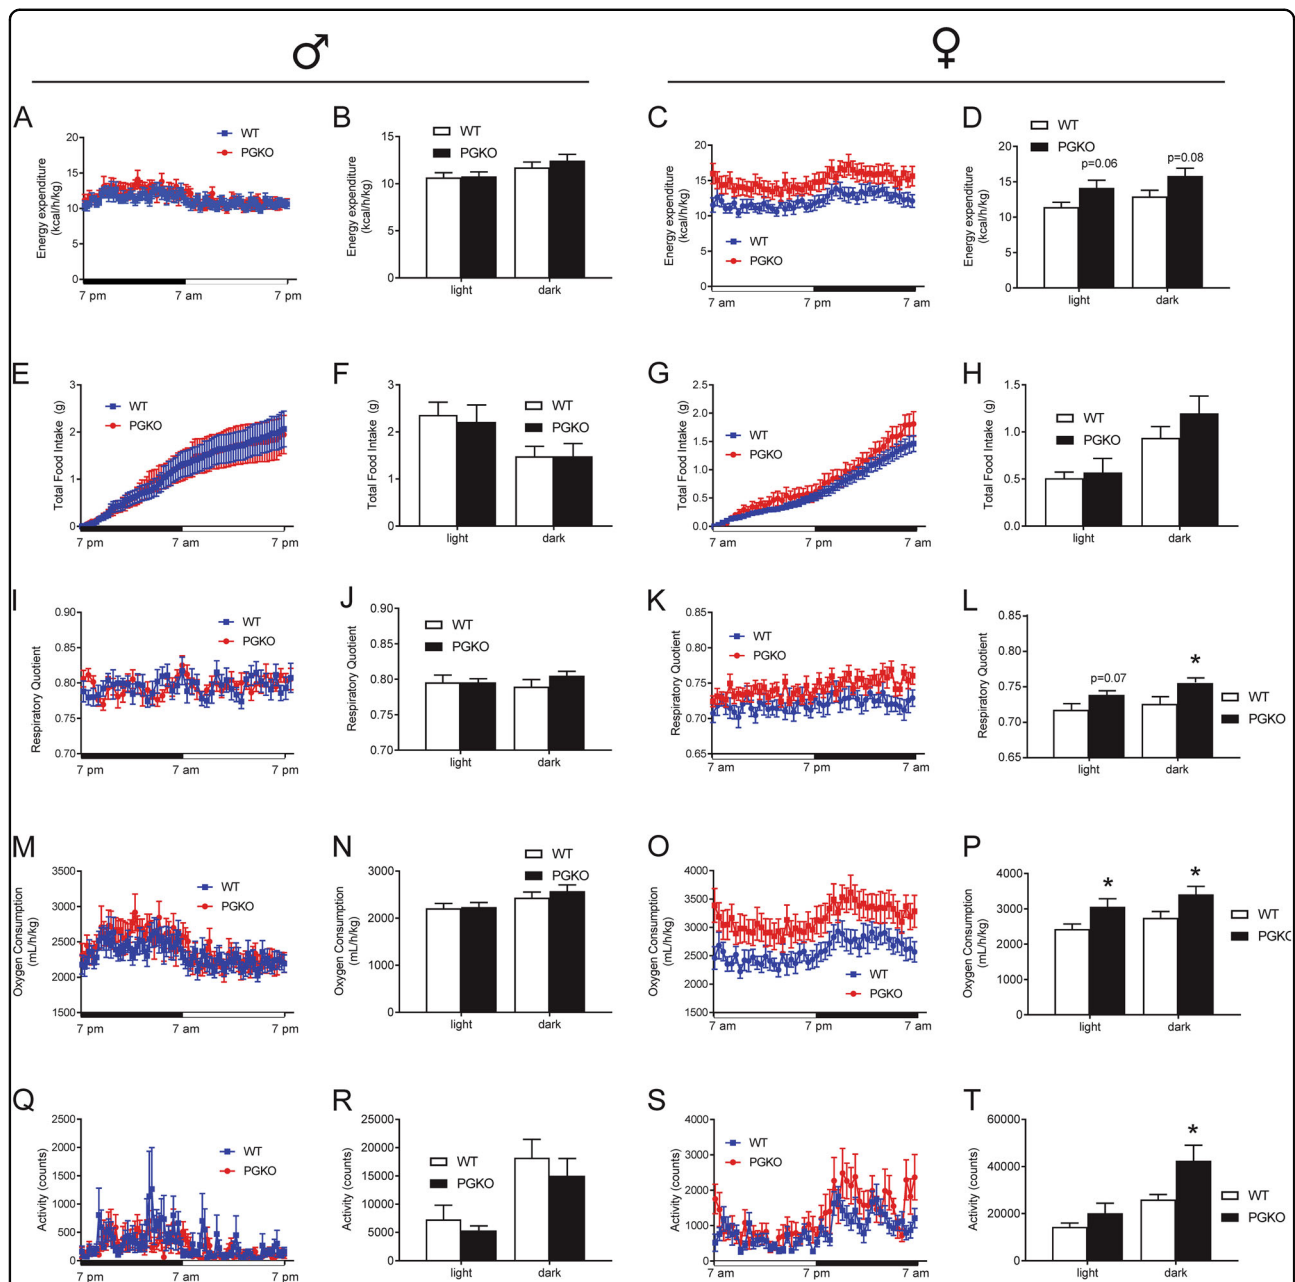 ♂ ♀
A
WT
PGKO
Energy expenditure
(kcal/h/kg)
20
15
10
5
0
7 pm 7 am 7 pm
B
WT
PGKO
Energy expenditure
(kcal/h/kg)
15
10
5
0
light dark
C
Energy expenditure
(kcal/h/kg)
20
15
10
5
0
WT
PGKO
7 am 7 pm 7 am
D
WT
PGKO
Energy expenditure
(kcal/h/kg)
20
15
10
5
0
p=0.06 p=0.08
light dark
E
Total Food Intake (g)
3
2
1
0
WT
PGKO
7 pm 7 am 7 pm
F
Total Food Intake (g)
3
2
1
0
WT
PGKO
light dark
G
Total Food Intake (g)
2.5
2.0
1.5
1.0
0.5
0.0
WT
PGKO
7 am 7 pm 7 am
H
Total Food Intake (g)
1.5
1.0
0.5
0.0
WT
PGKO
light dark
I
Respiratory Quotient
0.90
0.85
0.80
0.75
0.70
WT
PGKO
7 pm 7 am 7 pm
J
Respiratory Quotient
0.90
0.85
0.80
0.75
0.70
WT
PGKO
light dark
K
Respiratory Quotient
0.85
0.80
0.75
0.70
0.65
WT
PGKO
7 am 7 pm 7 am
L
Respiratory Quotient
0.85
0.80
0.75
0.70
0.65
p=0.07 *
WT
PGKO
light dark
M
Oxygen Consumption
(mL/h/kg)
3500
3000
2500
2000
1500
WT
PGKO
7 pm 7 am 7 pm
N
Oxygen Consumption
(mL/h/kg)
3000
2000
1000
0
WT
PGKO
light dark
O
Oxygen Consumption
(mL/h/kg)
4000
3500
3000
2500
2000
1500
WT
PGKO
7 am 7 pm 7 am
P
Oxygen Consumption
(mL/h/kg)
4000
3000
2000
1000
0
* *
WT
PGKO
light dark
Q
Activity (counts)
2500
2000
1500
1000
500
0
WT
PGKO
7 pm 7 am 7 pm
R
Activity (counts)
25000
20000
15000
10000
5000
0
WT
PGKO
light dark
S
Activity (counts)
4000
3000
2000
1000
0
WT
PGKO
7 am 7 pm 7 am
T
Activity (counts)
60000
40000
20000
0
*
WT
PGKO
light dark